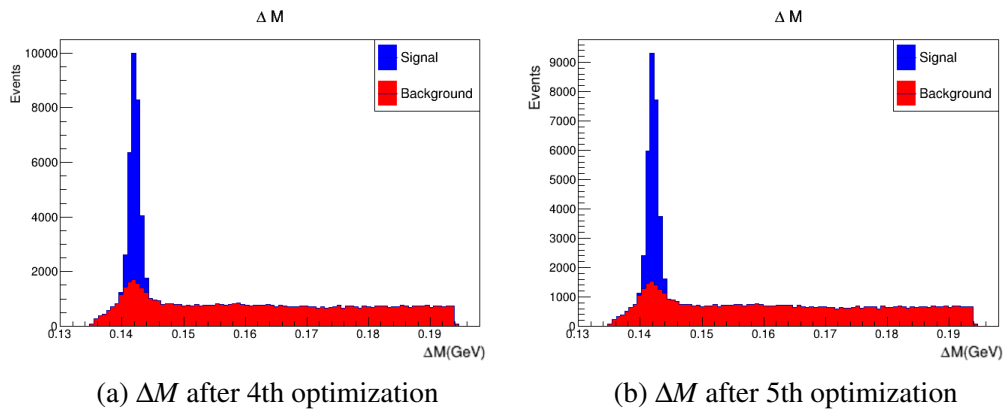 Δ M
Events
10000
8000
6000
4000
2000
0
0.13 0.14 0.15 0.16 0.17 0.18 0.19
ΔM(GeV)
Signal
Background
(a) ΔM after 4th optimization
Δ M
Events
9000
8000
7000
6000
5000
4000
3000
2000
1000
0
0.13 0.14 0.15 0.16 0.17 0.18 0.19
ΔM(GeV)
Signal
Background
(b) ΔM after 5th optimization